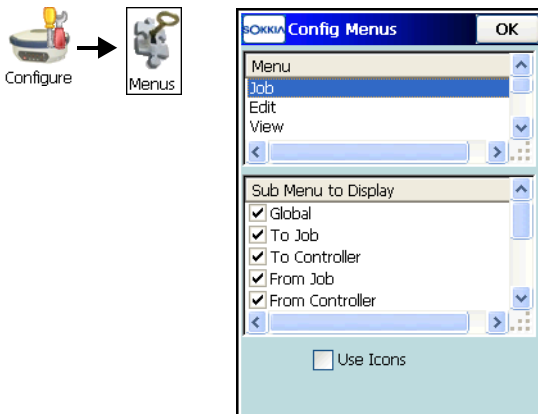 Configure
Menus
SOKKIA Config Menus OK
Menu
Job
Edit
View
Sub Menu to Display
Global
To Job
To Controller
From Job
From Controller
Use Icons